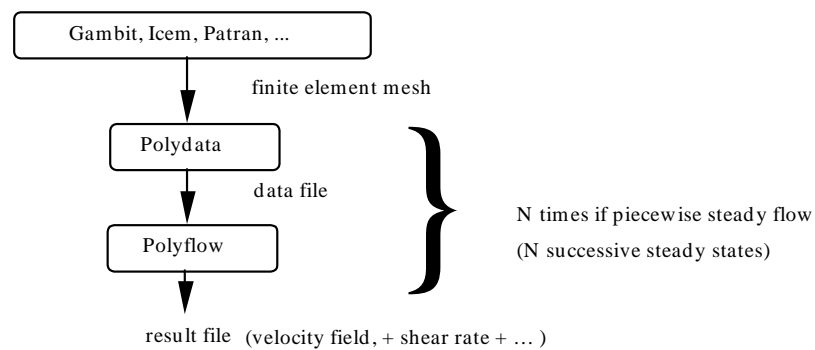 Gambit, Icem, Patran, ...
finite element mesh
Polydata
data file
Polyflow
N times if piecewise steady flow
(N successive steady states)
result file (velocity field, + shear rate + ... )